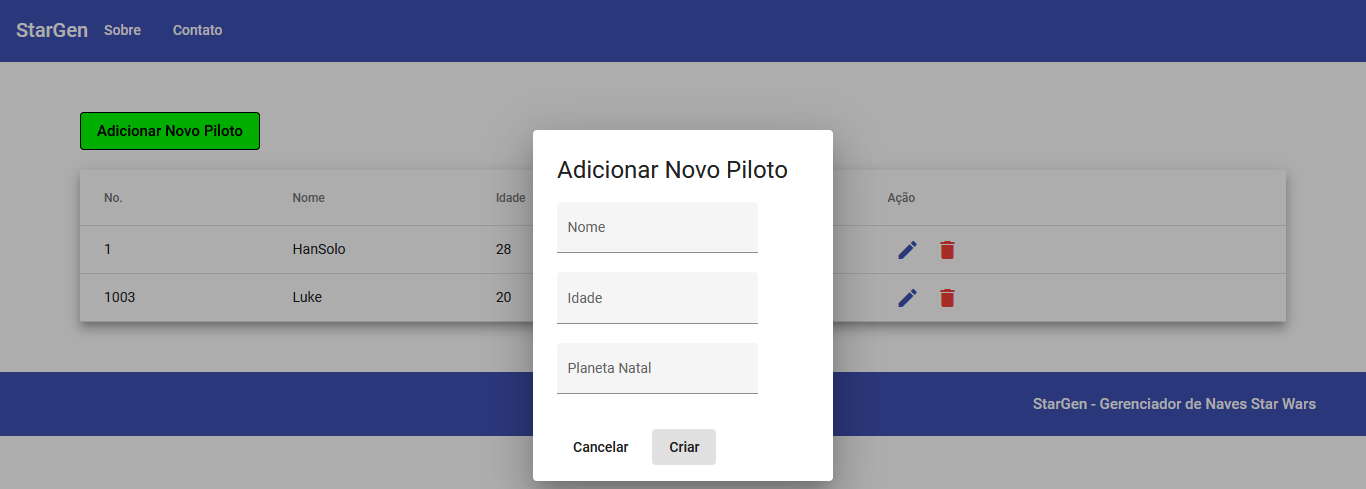 StarGen Sobre Contato
Adicionar Novo Piloto
No. Nome Idade Ação
1 HanSolo 28
1003 Luke 20
Adicionar Novo Piloto
Nome
Idade
Planeta Natal
Cancelar Criar
StarGen - Gerenciador de Naves Star Wars